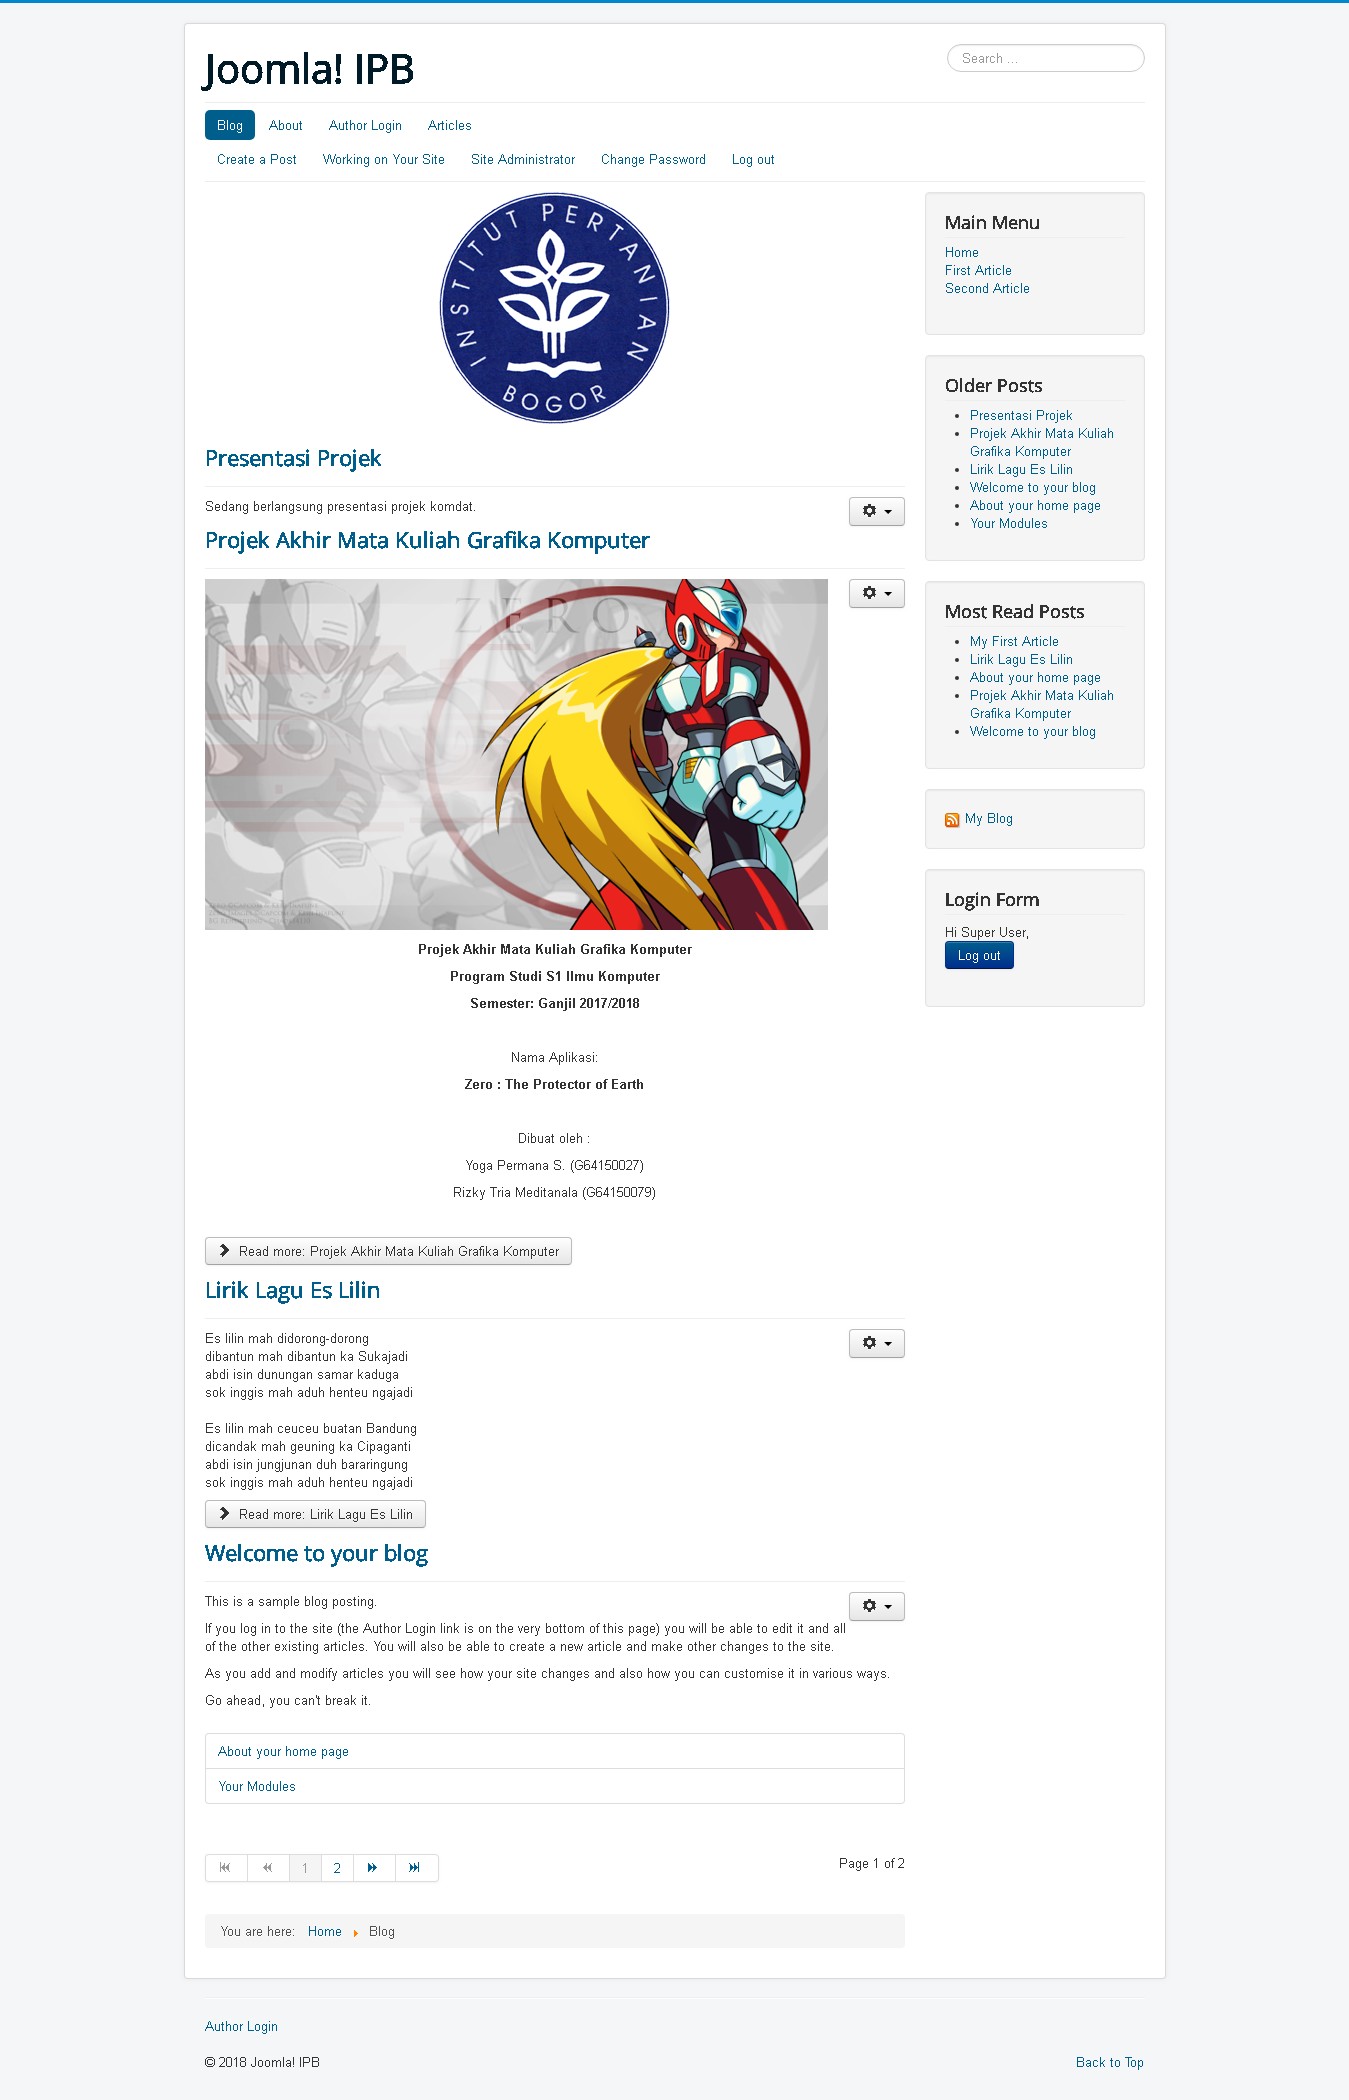 Joomla! IPB
Search ...
Blog About Author Login Articles
Create a Post Working on Your Site Site Administrator Change Password Log out
INSTITUT PERTANIAN
BOGOR
Presentasi Projek
Sedang berlangsung presentasi projek komdat.
Projek Akhir Mata Kuliah Grafika Komputer
ZERO
Projek Akhir Mata Kuliah Grafika Komputer
Program Studi S1 Ilmu Komputer
Semester: Ganjil 2017/2018
Nama Aplikasi:
Zero : The Protector of Earth
Dibuat oleh :
Yoga Permana S. (G64150027)
Rizky Tria Meditanala (G64150079)
Read more: Projek Akhir Mata Kuliah Grafika Komputer
Lirik Lagu Es Lilin
Es lilin mah didorong-dorong
dibantun mah dibantun ka Sukajadi
abdi isin dunungan samar kaduga
sok inggis mah aduh henteu ngajadi
Es lilin mah ceuceu buatan Bandung
dicandak mah geuning ka Cipaganti
abdi isin jungjunan duh bararingung
sok inggis mah aduh henteu ngajadi
Read more: Lirik Lagu Es Lilin
Welcome to your blog
This is a sample blog posting.
If you log in to the site (the Author Login link is on the very bottom of this page) you will be able to edit it and all
of the other existing articles. You will also be able to create a new article and make other changes to the site.
As you add and modify articles you will see how your site changes and also how you can customise it in various ways.
Go ahead, you can't break it.
About your home page
Your Modules
1 2
Page 1 of 2
You are here: Home Blog
Main Menu
Home
First Article
Second Article
Older Posts
Presentasi Projek
Projek Akhir Mata Kuliah
Grafika Komputer
Lirik Lagu Es Lilin
Welcome to your blog
About your home page
Your Modules
Most Read Posts
My First Article
Lirik Lagu Es Lilin
About your home page
Projek Akhir Mata Kuliah
Grafika Komputer
Welcome to your blog
My Blog
Login Form
Hi Super User,
Log out
Author Login
© 2018 Joomla! IPB
Back to Top